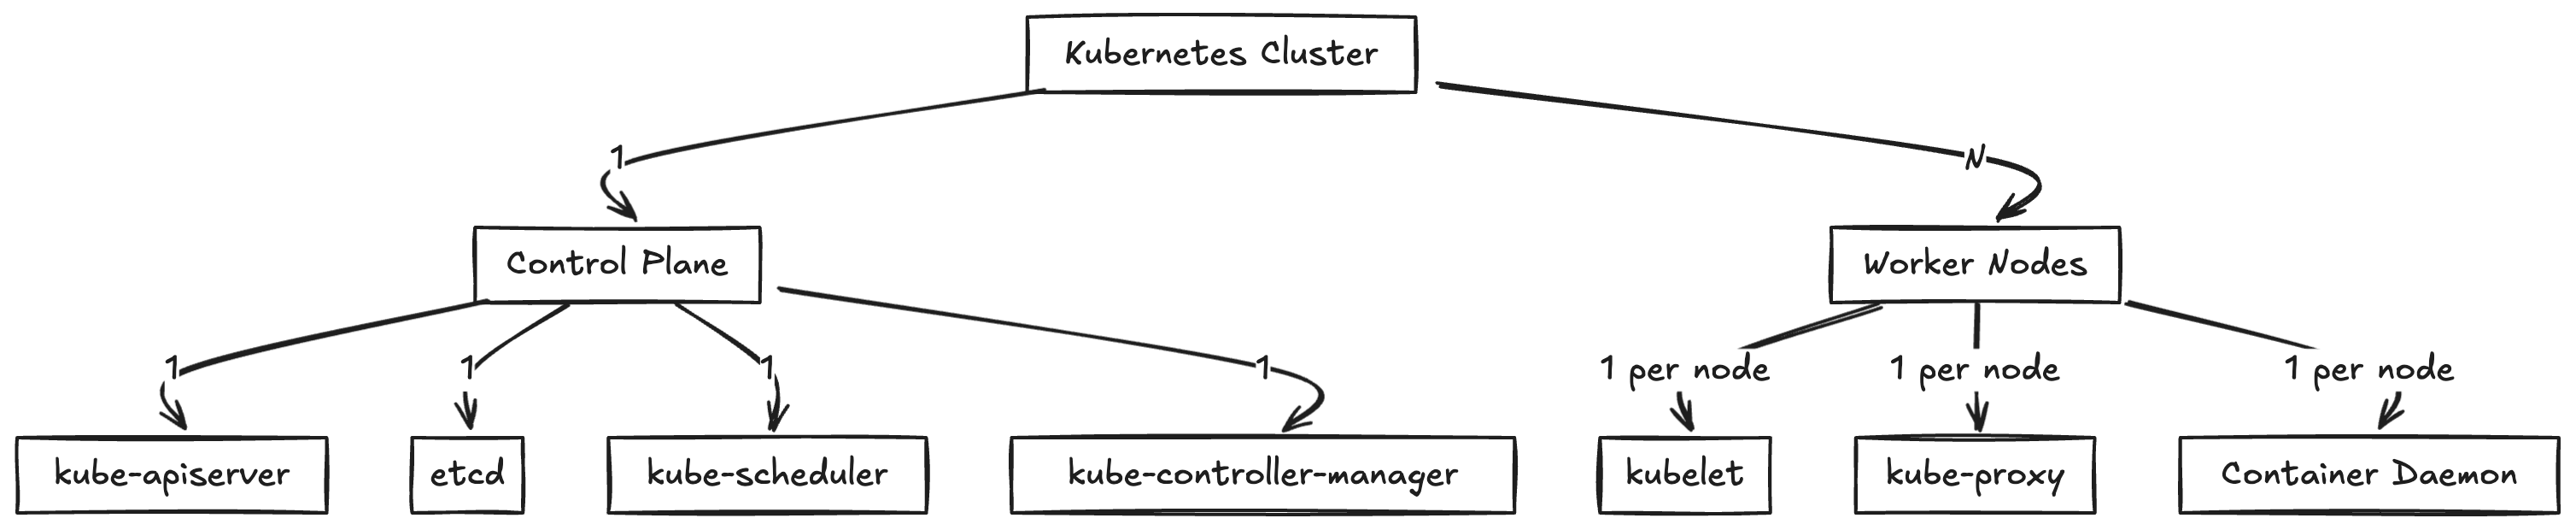 Kubernetes Cluster
1
N
Control Plane
Worker Nodes
1
1
1
1
1 per node
1 per node
1 per node
kube-apiserver
etcd
kube-scheduler
kube-controller-manager
kubelet
kube-proxy
Container Daemon